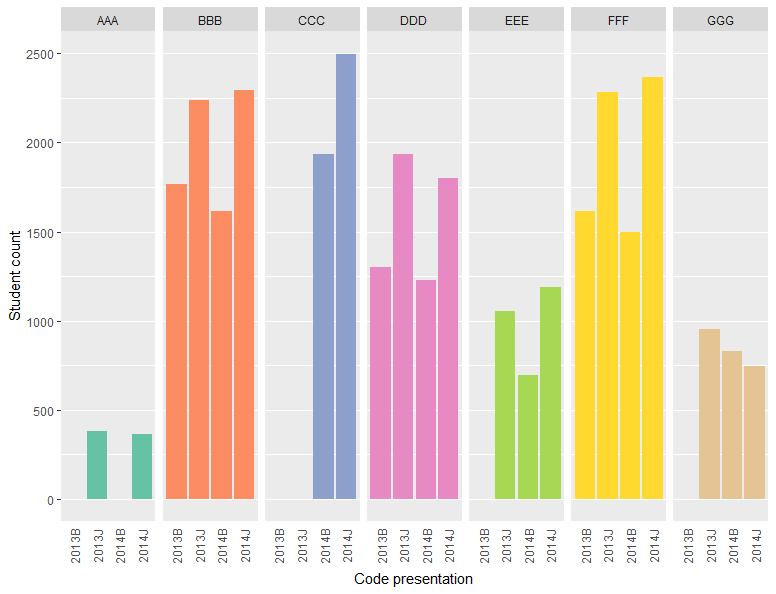 AAA BBB CCC DDD EEE FFF GGG
2500
2000
1500
1000
500
0
Student count
2013B 2013J 2014B 2014J 2013B 2013J 2014B 2014J 2013B 2013J 2014B 2014J 2013B 2013J 2014B 2014J 2013B 2013J 2014B 2014J 2013B 2013J 2014B 2014J 2013B 2013J 2014B 2014J
Code presentation